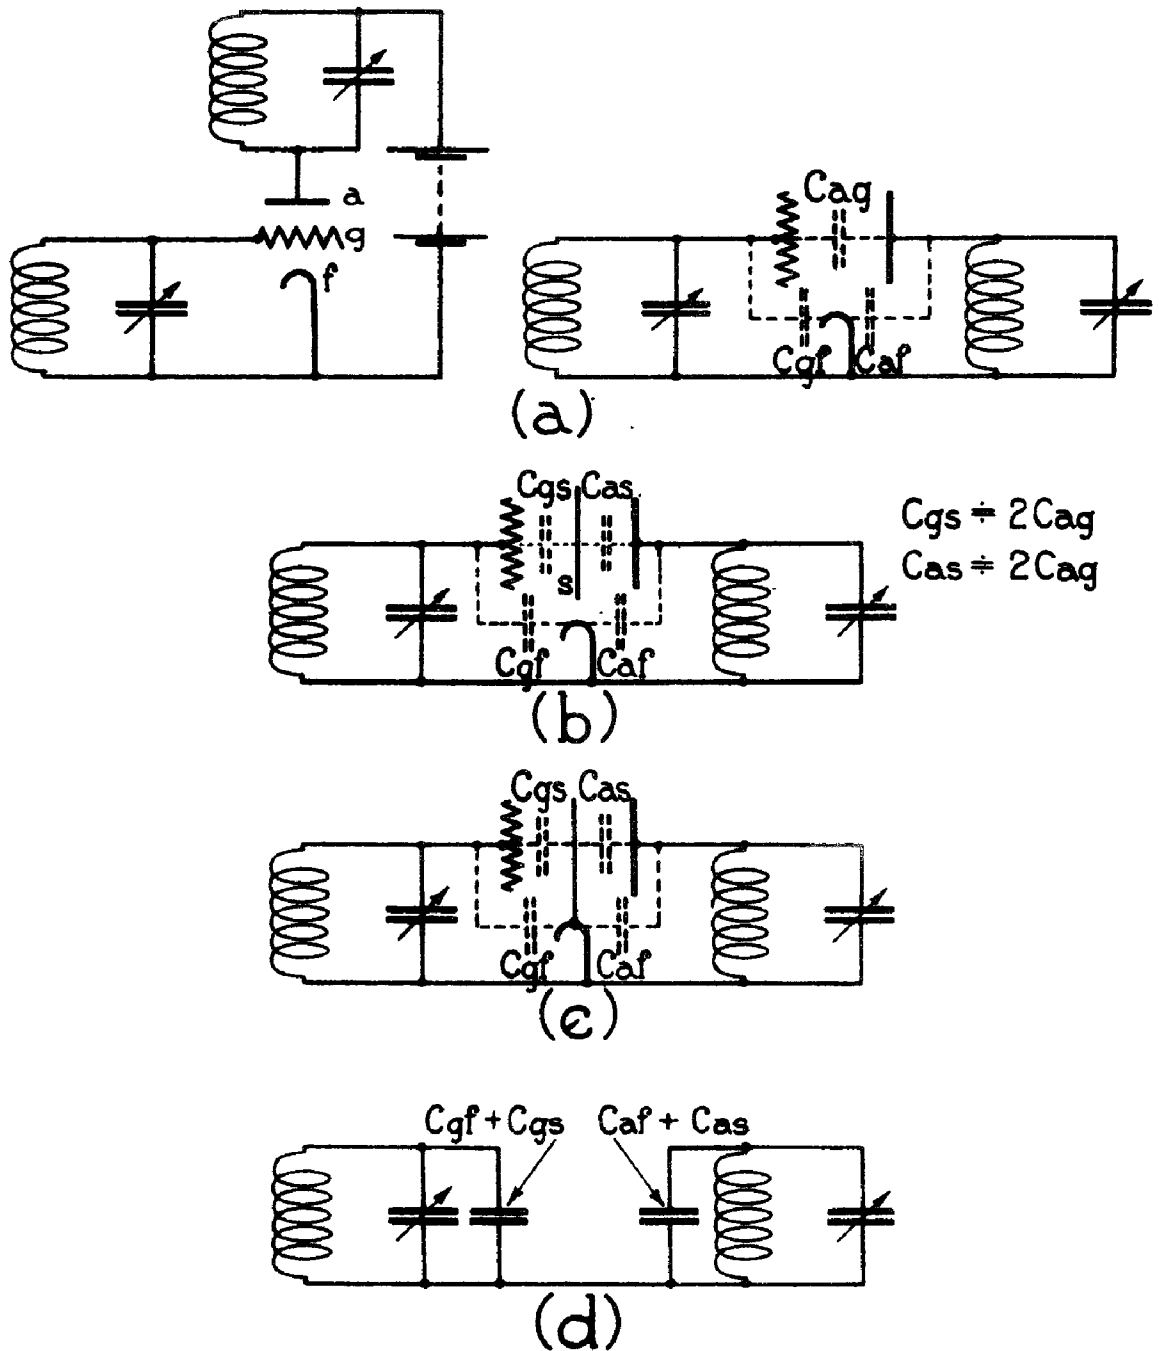 a
g
f
Cag
Cgf Caf
(a)
Cgs Cas
s
Cgf Caf
Cgs ≑ 2Cag
Cas ≑ 2Cag
(b)
Cgs Cas
Cgf Caf
(c)
Cgf + Cgs Caf + Cas
(d)